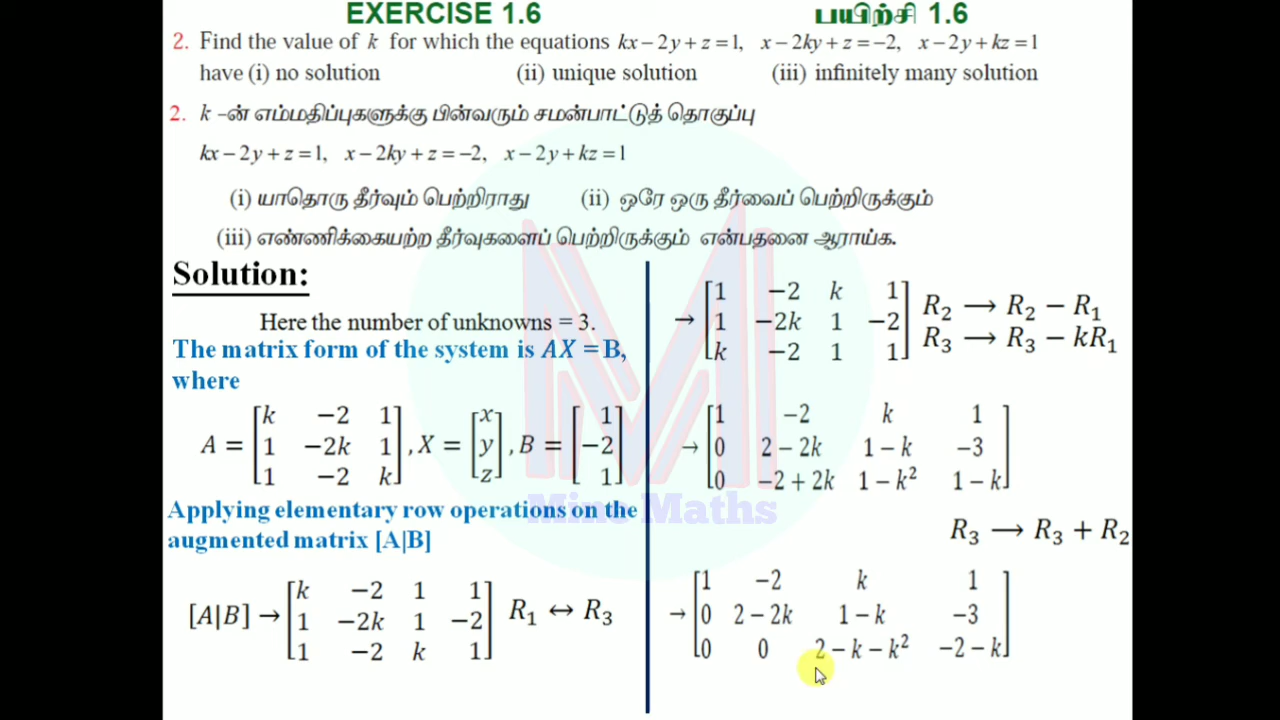 EXERCISE 1.6 பயிற்சி 1.6
2. Find the value of k for which the equations kx − 2y + z = 1, x − 2ky + z = −2, x − 2y + kz = 1
have (i) no solution (ii) unique solution (iii) infinitely many solution
2. k -ன் எம்மதிப்புகளுக்கு பின்வரும் சமன்பாட்டுத் தொகுப்பு
kx − 2y + z = 1, x − 2ky + z = −2, x − 2y + kz = 1
(i) யாதொரு தீர்வும் பெற்றிராது (ii) ஒரே ஒரு தீர்வைப் பெற்றிருக்கும்
(iii) எண்ணிக்கையற்ற தீர்வுகளைப் பெற்றிருக்கும் என்பதனை ஆராய்க.
Solution:
Here the number of unknowns = 3.
The matrix form of the system is AX = B,
where
A = [k −2 1
1 −2k 1
1 −2 k], X = [x
y
z], B = [1
−2
1]
Applying elementary row operations on the
augmented matrix [A|B]
[A|B] → [k −2 1 1
1 −2k 1 −2
1 −2 k 1] R₁ ↔ R₃
→ [1 −2 k 1
1 −2k 1 −2
k −2 1 1] R₂ → R₂ − R₁
R₃ → R₃ − kR₁
→ [1 −2 k 1
0 2 − 2k 1 − k −3
0 −2 + 2k 1 − k² 1 − k]
R₃ → R₃ + R₂
→ [1 −2 k 1
0 2 − 2k 1 − k −3
0 0 2 − k − k² −2 − k]
Mine Maths